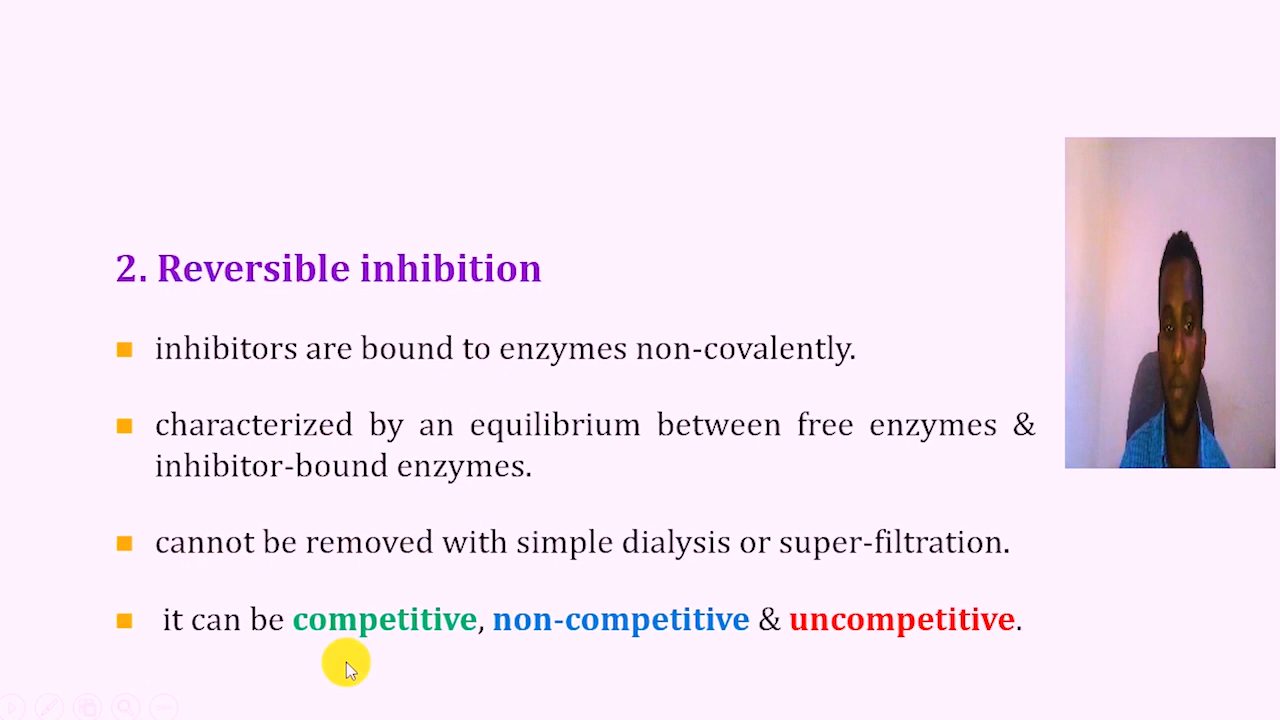 2. Reversible inhibition
inhibitors are bound to enzymes non-covalently.
characterized by an equilibrium between free enzymes &
inhibitor-bound enzymes.
cannot be removed with simple dialysis or super-filtration.
it can be competitive, non-competitive & uncompetitive.